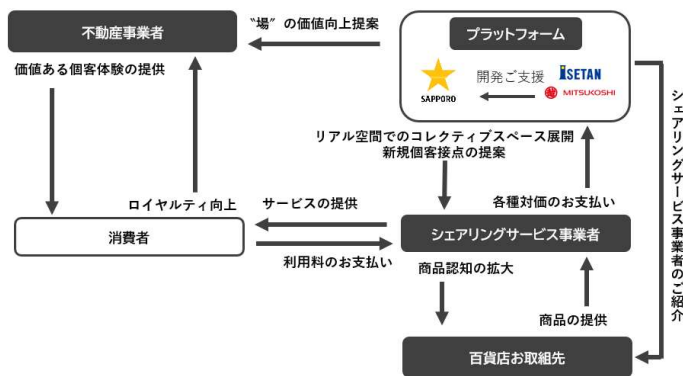 不動産事業者
〝場〟の価値向上提案
プラットフォーム
価値ある個客体験の提供
SAPPORO
開発ご支援
ISETAN
MITSUKOSHI
シェアリングサービス事業者のご紹介
リアル空間でのコレクティブスペース展開
新規個客接点の提案
ロイヤルティ向上
サービスの提供
各種対価のお支払い
消費者
シェアリングサービス事業者
利用料のお支払い
商品認知の拡大
商品の提供
百貨店お取組先